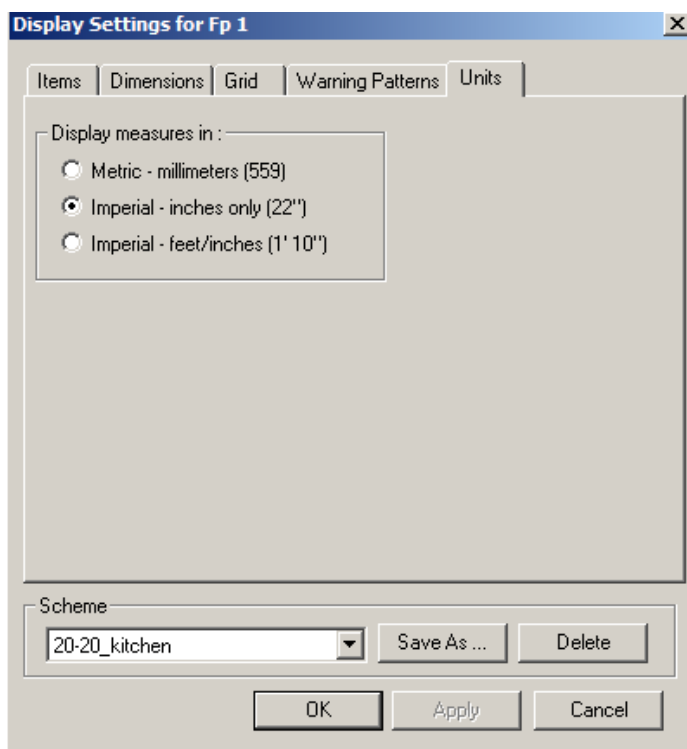 Display Settings for Fp 1
Items Dimensions Grid Warning Patterns Units
Display measures in :
Metric - millimeters (559)
Imperial - inches only (22")
Imperial - feet/inches (1' 10")
Scheme
20-20_kitchen Save As ... Delete
OK Apply Cancel